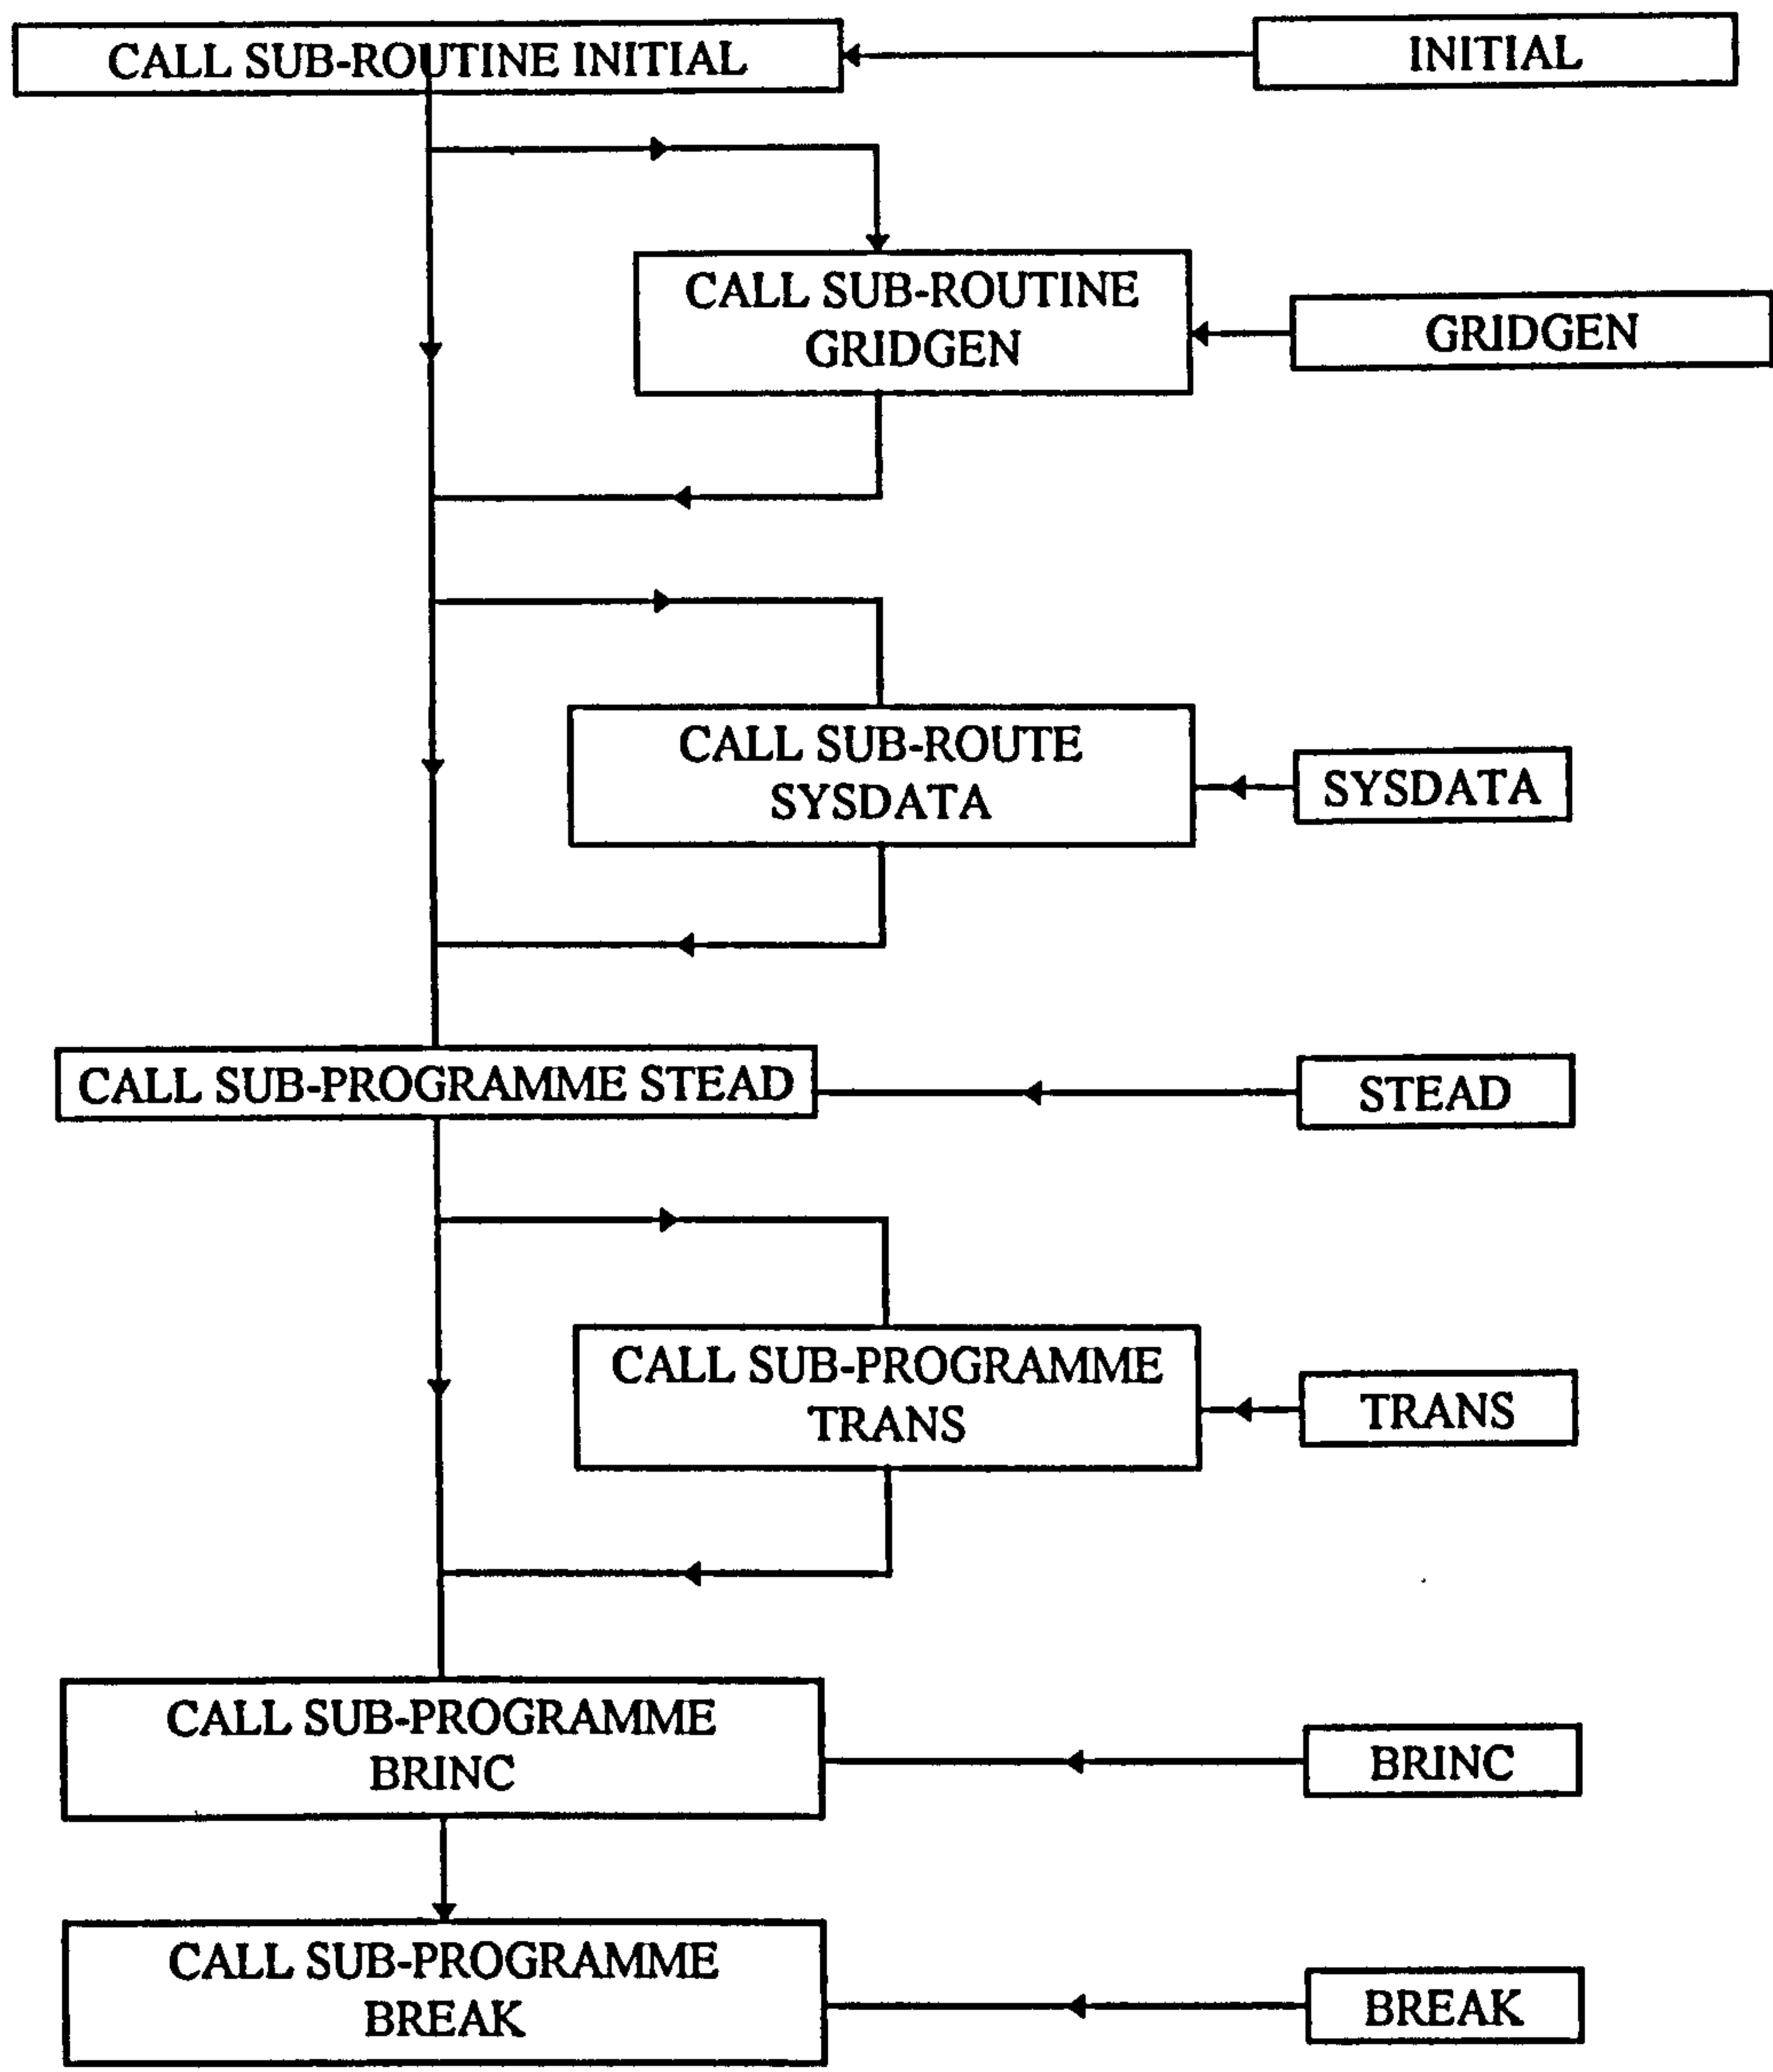 CALL SUB-ROUTINE INITIAL
INITIAL
CALL SUB-ROUTINE
GRIDGEN
GRIDGEN
CALL SUB-ROUTE
SYSDATA
SYSDATA
CALL SUB-PROGRAMME STEAD
STEAD
CALL SUB-PROGRAMME
TRANS
TRANS
CALL SUB-PROGRAMME
BRINC
BRINC
CALL SUB-PROGRAMME
BREAK
BREAK